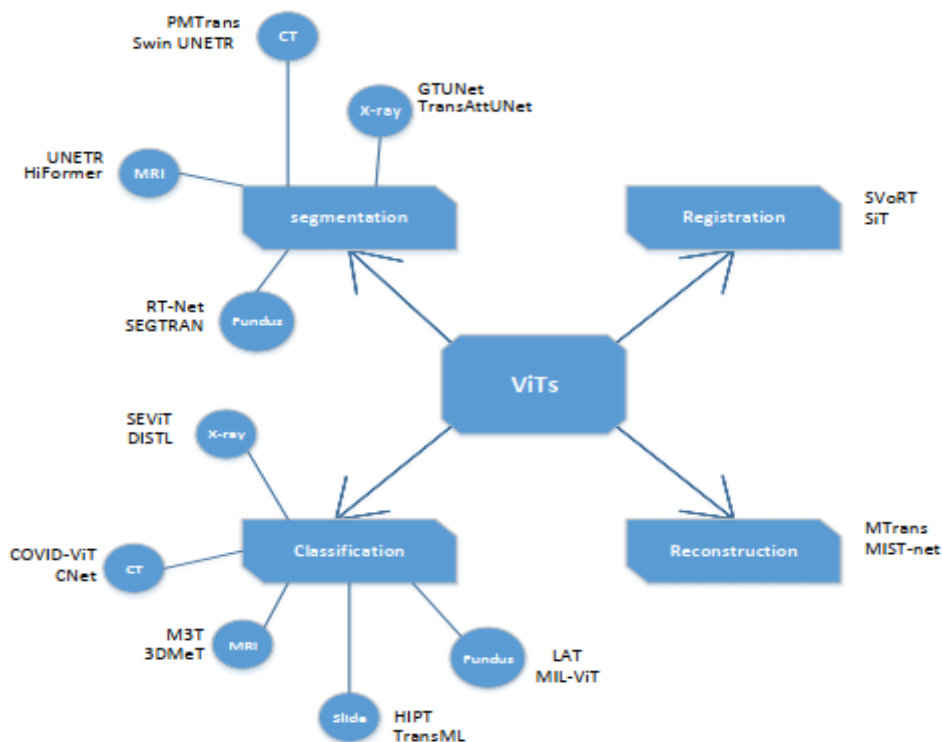 PMTrans
Swin UNETR
CT
X-ray
GTUNet
TransAttUNet
UNETR
HiFormer
MRI
segmentation
Registration
SVoRT
SiT
RT-Net
SEGTRAN
Fundus
ViTs
SEViT
DISTL
X-ray
COVID-ViT
CNet
CT
Classification
Reconstruction
MTrans
MIST-net
M3T
3DMeT
MRI
Fundus
LAT
MIL-ViT
Slide
HIPT
TransML